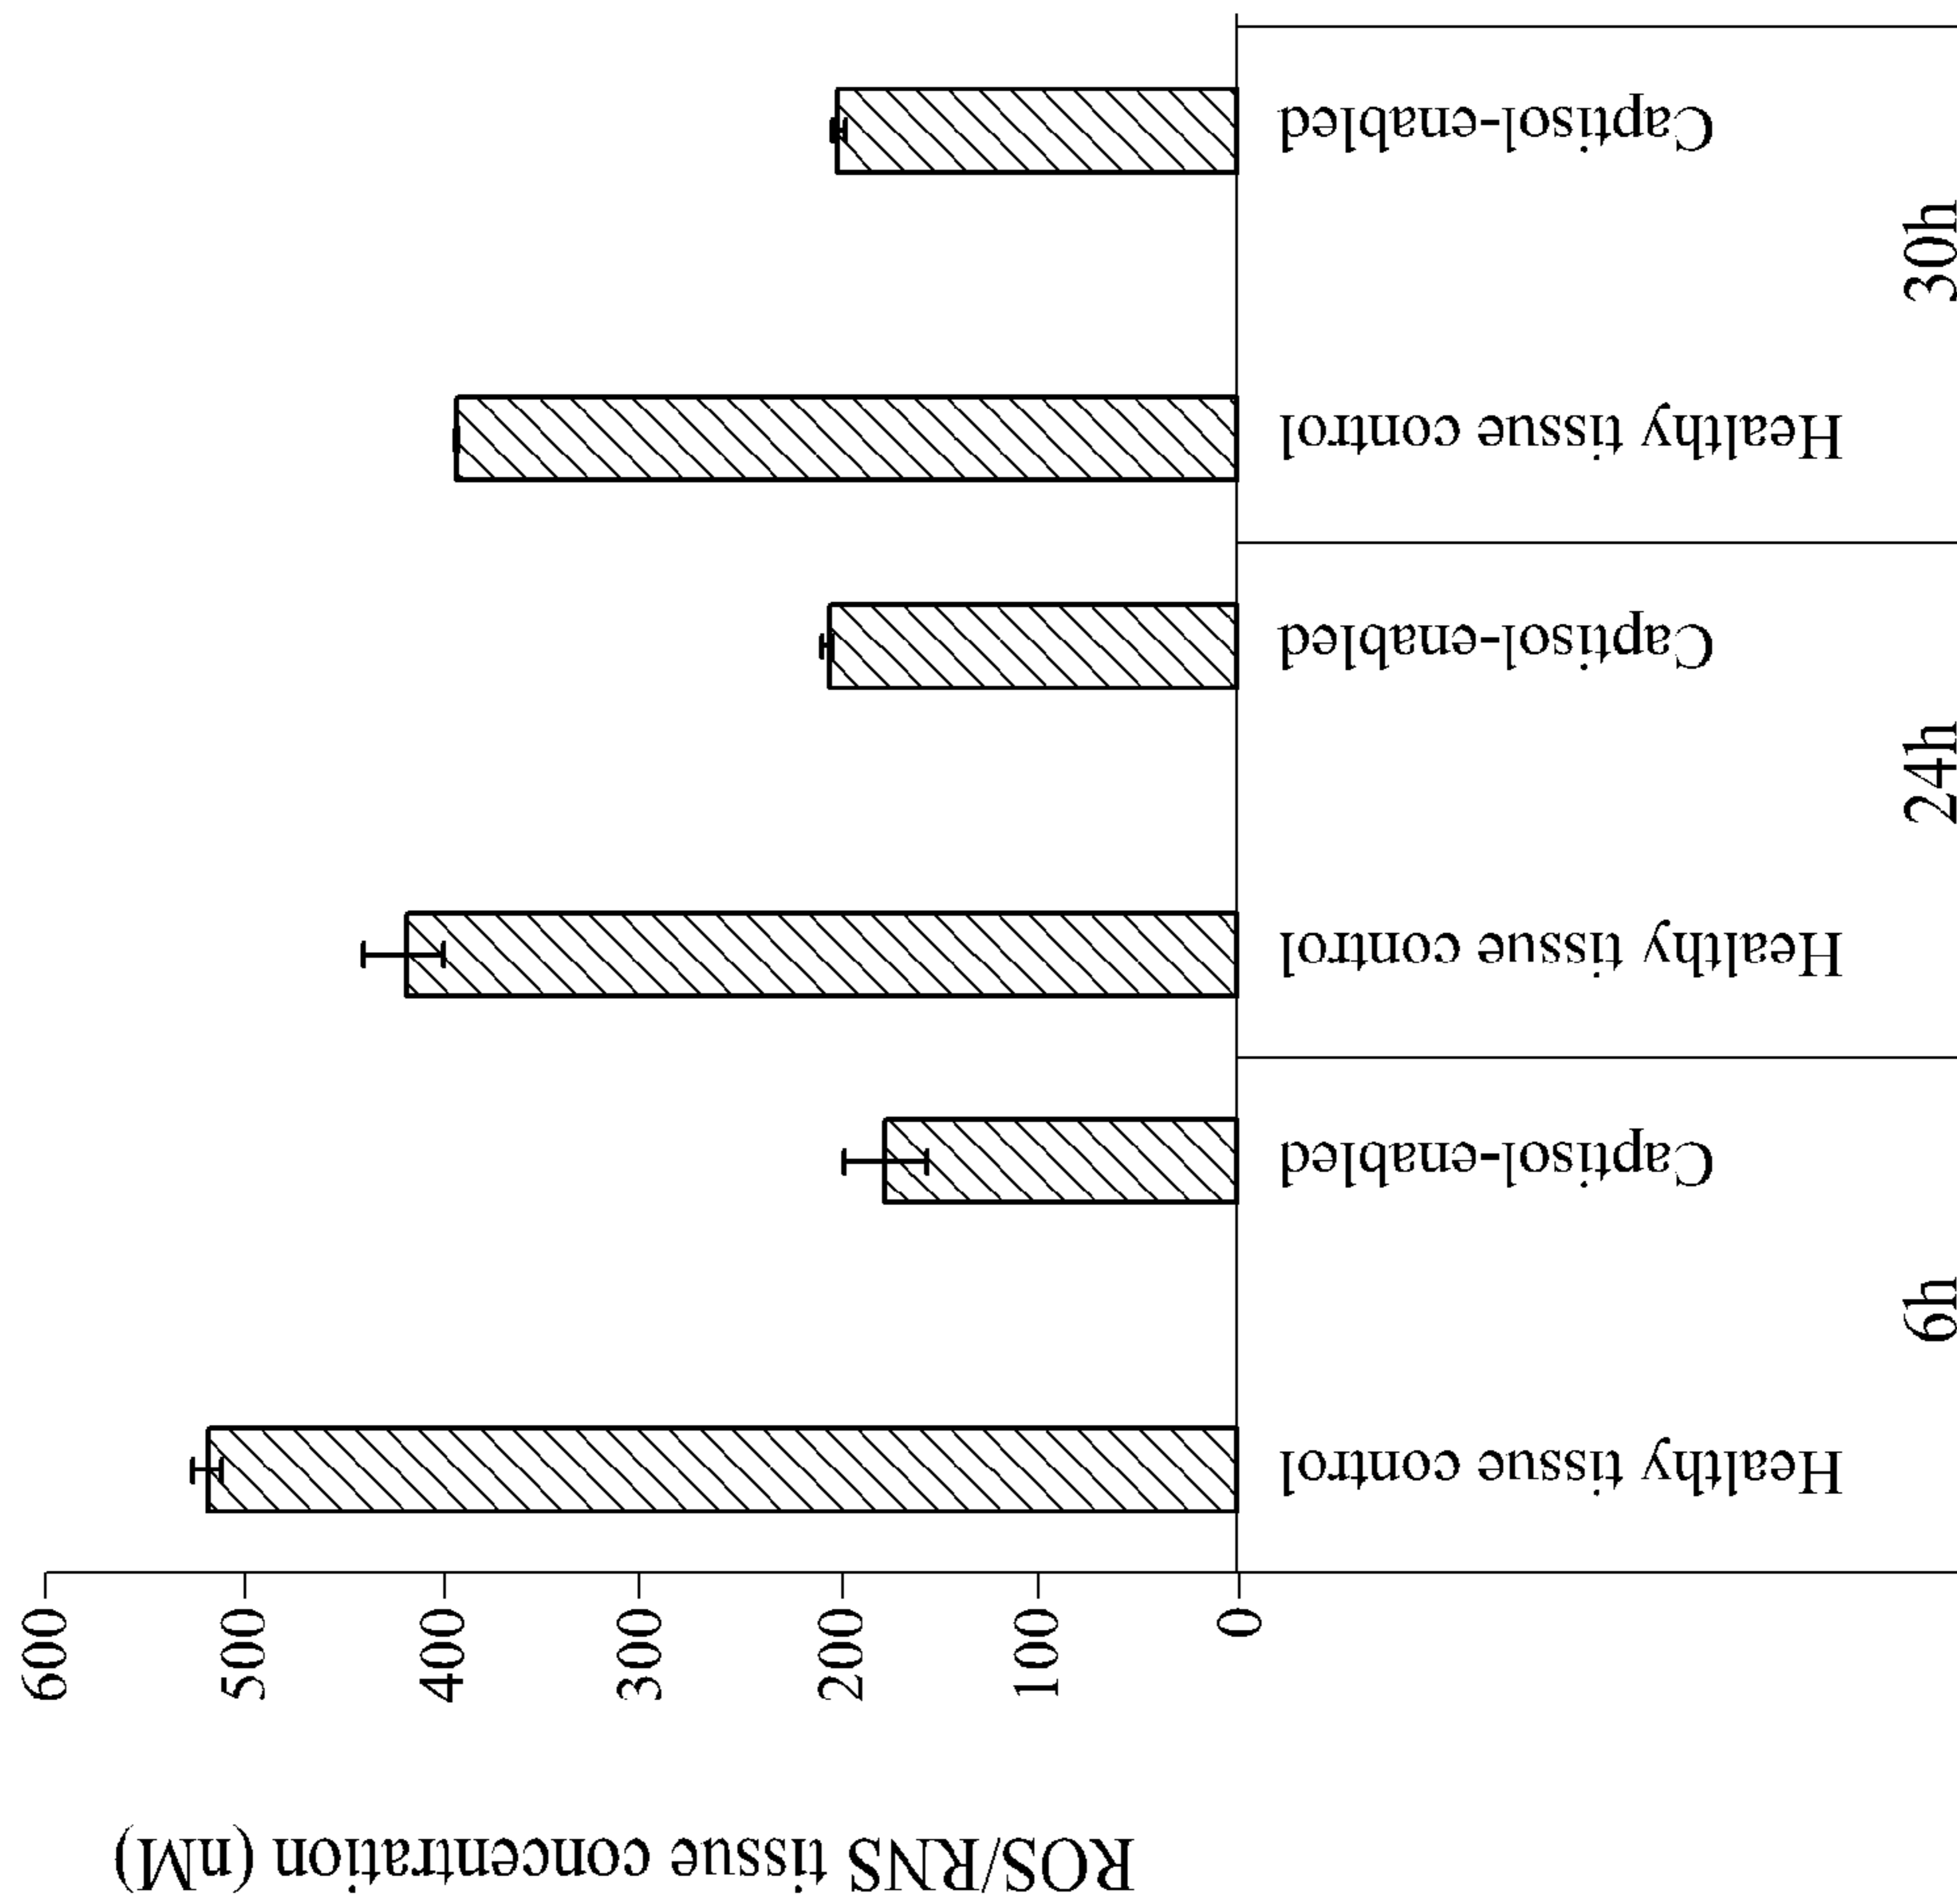 ROS/RNS tissue concentration (nM)
600
500
400
300
200
100
0
Healthy tissue control
Captisol-enabled
Healthy tissue control
Captisol-enabled
Healthy tissue control
Captisol-enabled
6h
24h
30h